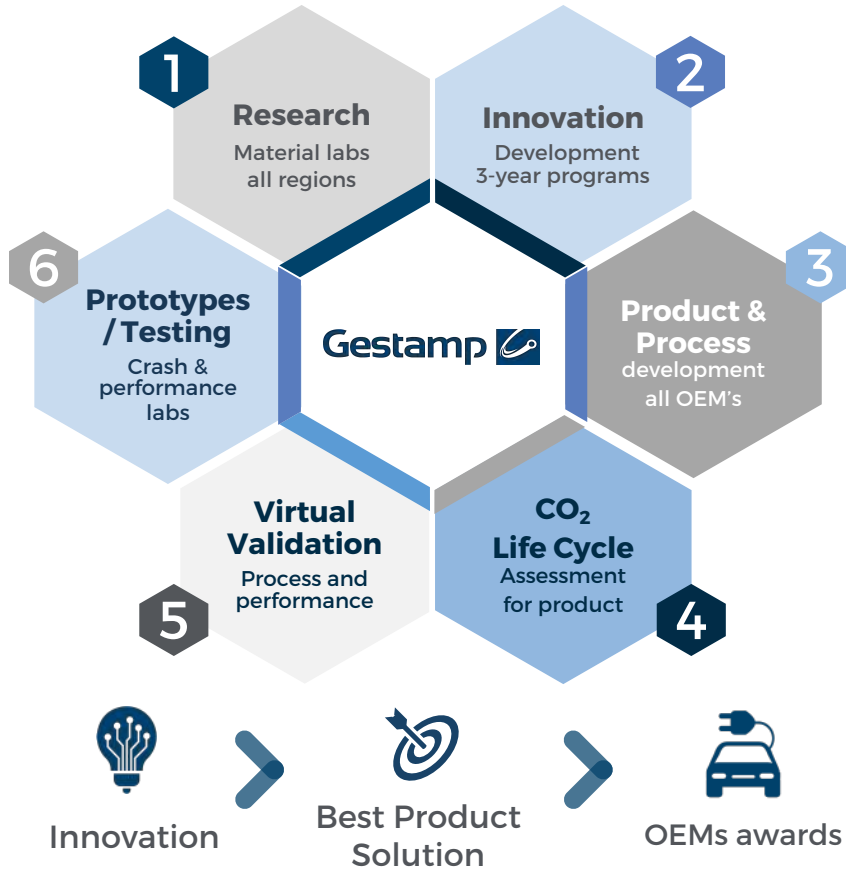 1
Research
Material labs
all regions
2
Innovation
Development
3-year programs
3
Product &
Process
development
all OEM's
4
CO₂
Life Cycle
Assessment
for product
5
Virtual
Validation
Process and
performance
6
Prototypes
/ Testing
Crash &
performance
labs
Gestamp
Innovation
Best Product
Solution
OEMs awards